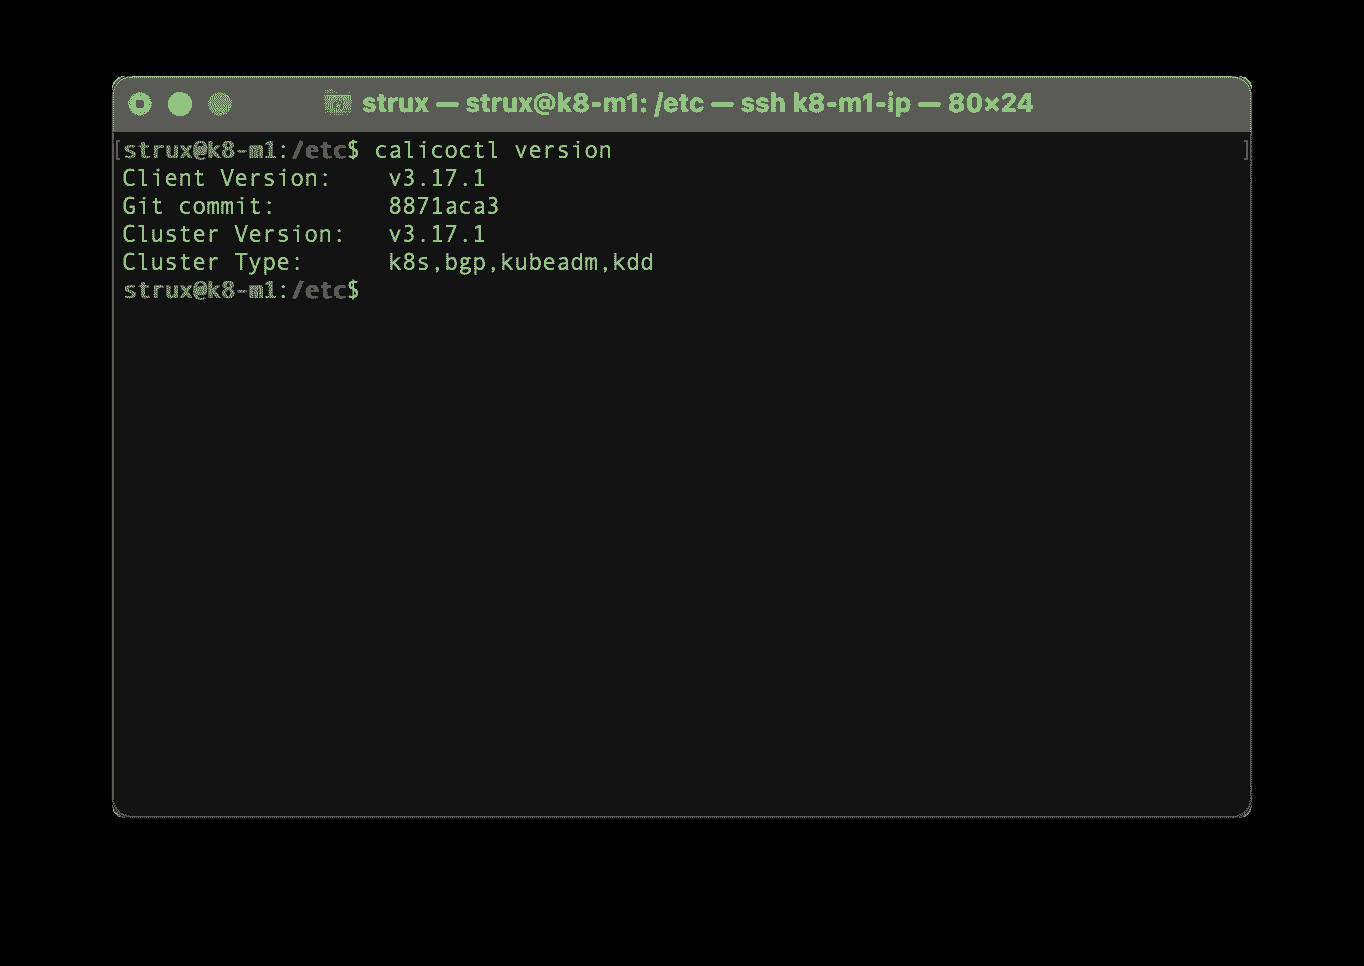 strux — strux@k8-m1: /etc — ssh k8-m1-ip — 80×24
[strux@k8-m1:/etc$ calicoctl version ]
Client Version:    v3.17.1
Git commit:        8871aca3
Cluster Version:   v3.17.1
Cluster Type:      k8s,bgp,kubeadm,kdd
strux@k8-m1:/etc$